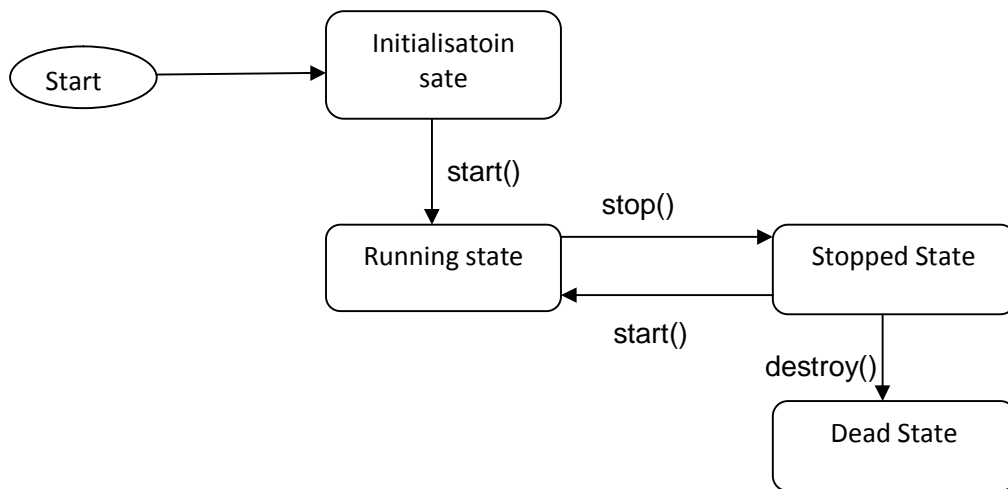 Start
Initialisatoin
sate
start()
stop()
Running state
Stopped State
start()
destroy()
Dead State